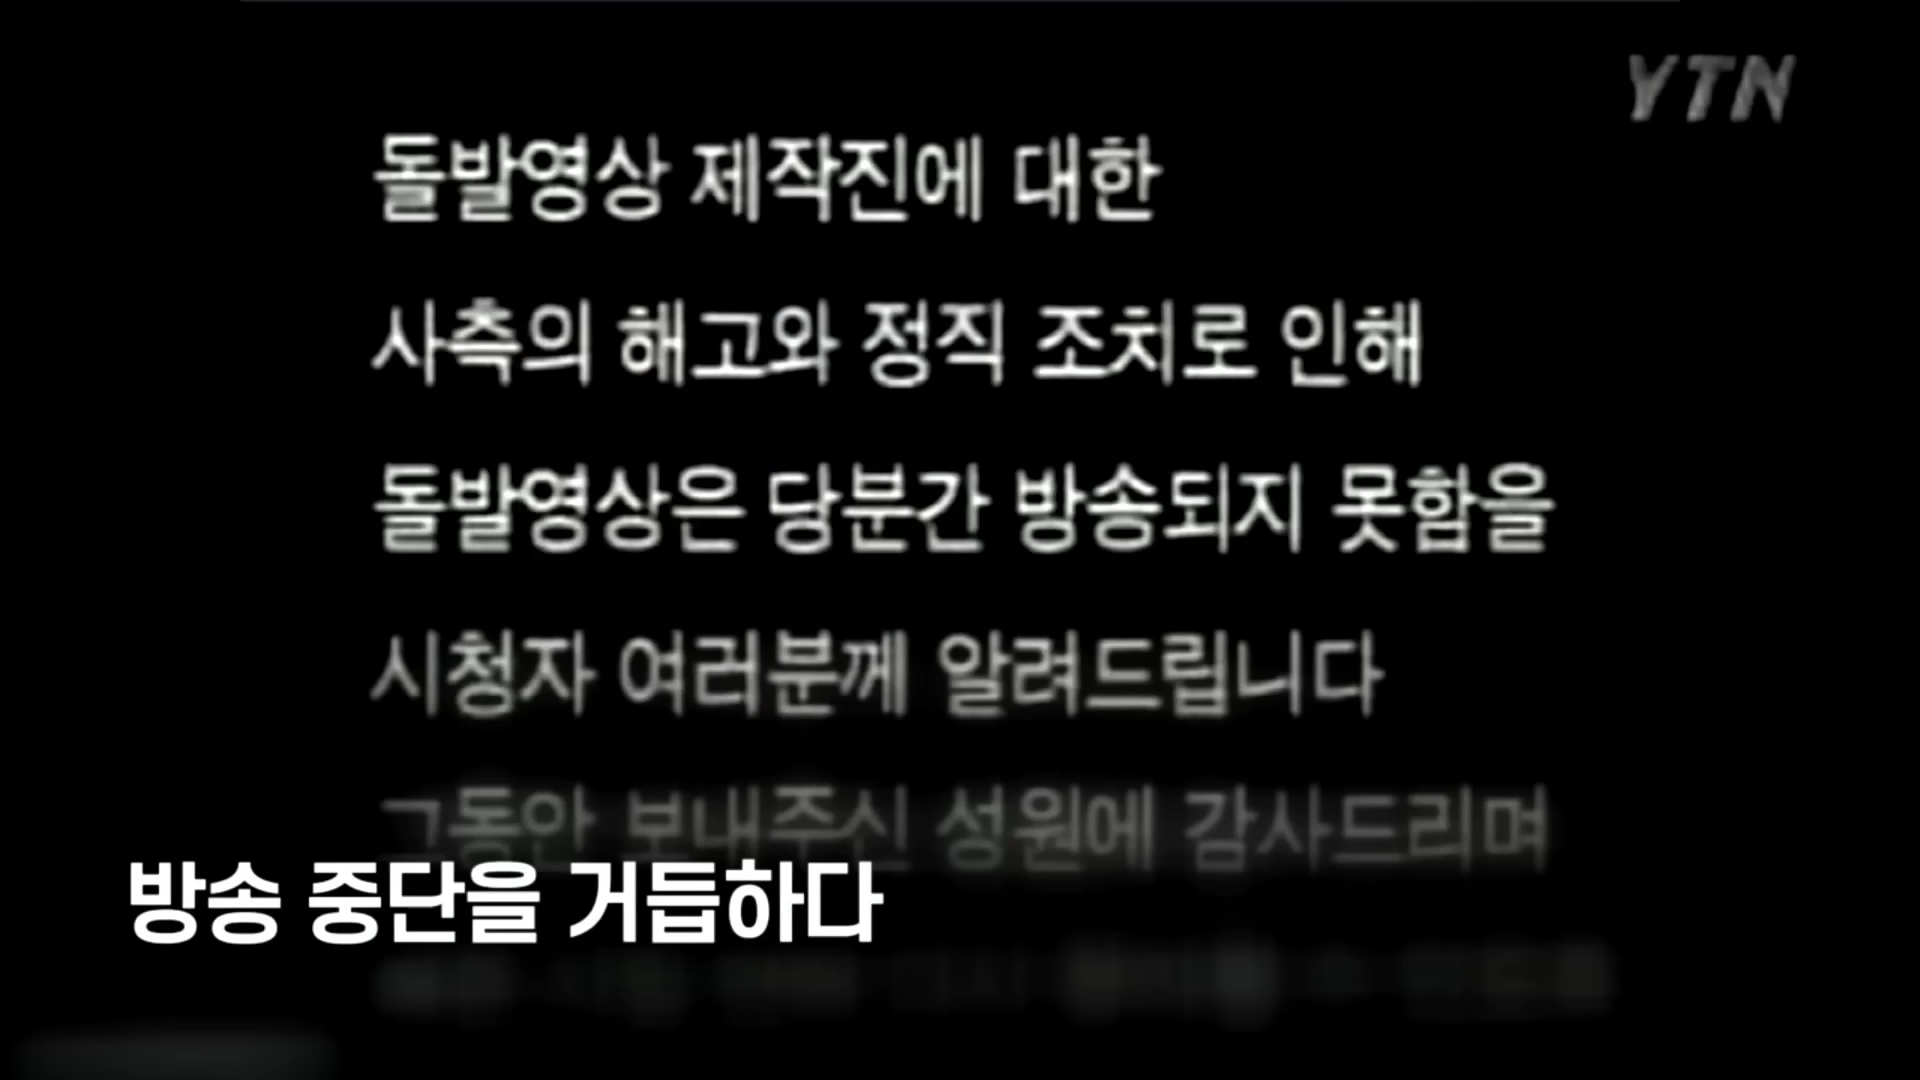 YTN
돌발영상 제작진에 대한
사측의 해고와 정직 조치로 인해
돌발영상은 당분간 방송되지 못함을
시청자 여러분께 알려드립니다
그동안 보내주신 성원에 감사드리며
방송 중단을 거듭하다